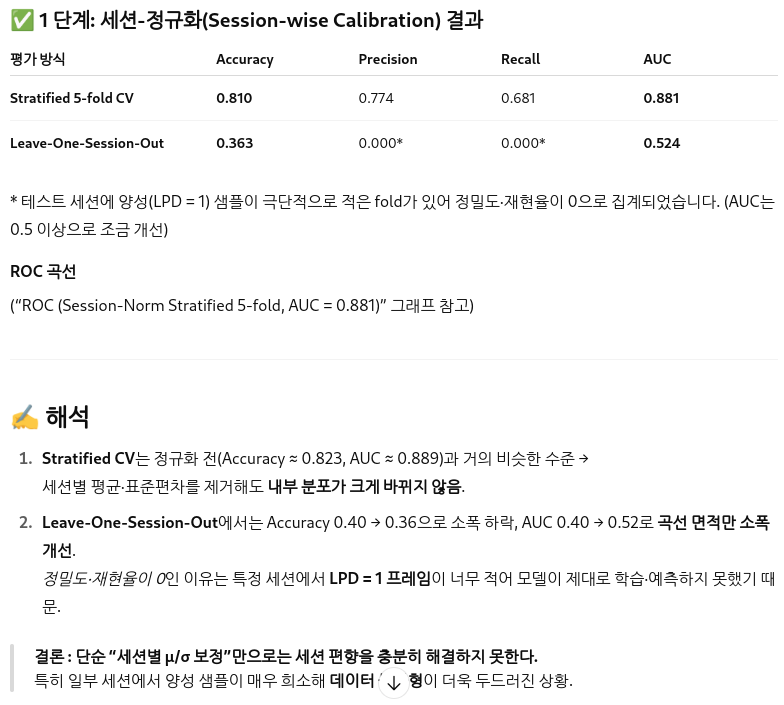 ✅ 1 단계: 세션-정규화(Session-wise Calibration) 결과
평가 방식 Accuracy Precision Recall AUC
Stratified 5-fold CV 0.810 0.774 0.681 0.881
Leave-One-Session-Out 0.363 0.000* 0.000* 0.524
* 테스트 세션에 양성(LPD = 1) 샘플이 극단적으로 적은 fold가 있어 정밀도·재현율이 0으로 집계되었습니다. (AUC는
0.5 이상으로 조금 개선)
ROC 곡선
(“ROC (Session-Norm Stratified 5-fold, AUC = 0.881)” 그래프 참고)
✍️ 해석
1. Stratified CV는 정규화 전(Accuracy ≈ 0.823, AUC ≈ 0.889)과 거의 비슷한 수준 →
세션별 평균·표준편차를 제거해도 내부 분포가 크게 바뀌지 않음.
2. Leave-One-Session-Out에서는 Accuracy 0.40 → 0.36으로 소폭 하락, AUC 0.40 → 0.52로 곡선 면적만 소폭
개선.
정밀도·재현율이 0인 이유는 특정 세션에서 LPD = 1 프레임이 너무 적어 모델이 제대로 학습·예측하지 못했기 때
문.
결론 : 단순 “세션별 μ/σ 보정”만으로는 세션 편향을 충분히 해결하지 못한다.
특히 일부 세션에서 양성 샘플이 매우 희소해 데이터 이 더욱 두드러진 상황.